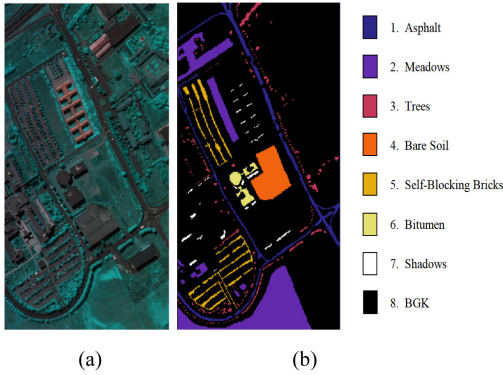 1. Asphalt
2. Meadows
3. Trees
4. Bare Soil
5. Self-Blocking Bricks
6. Bitumen
7. Shadows
8. BGK
(a)
(b)